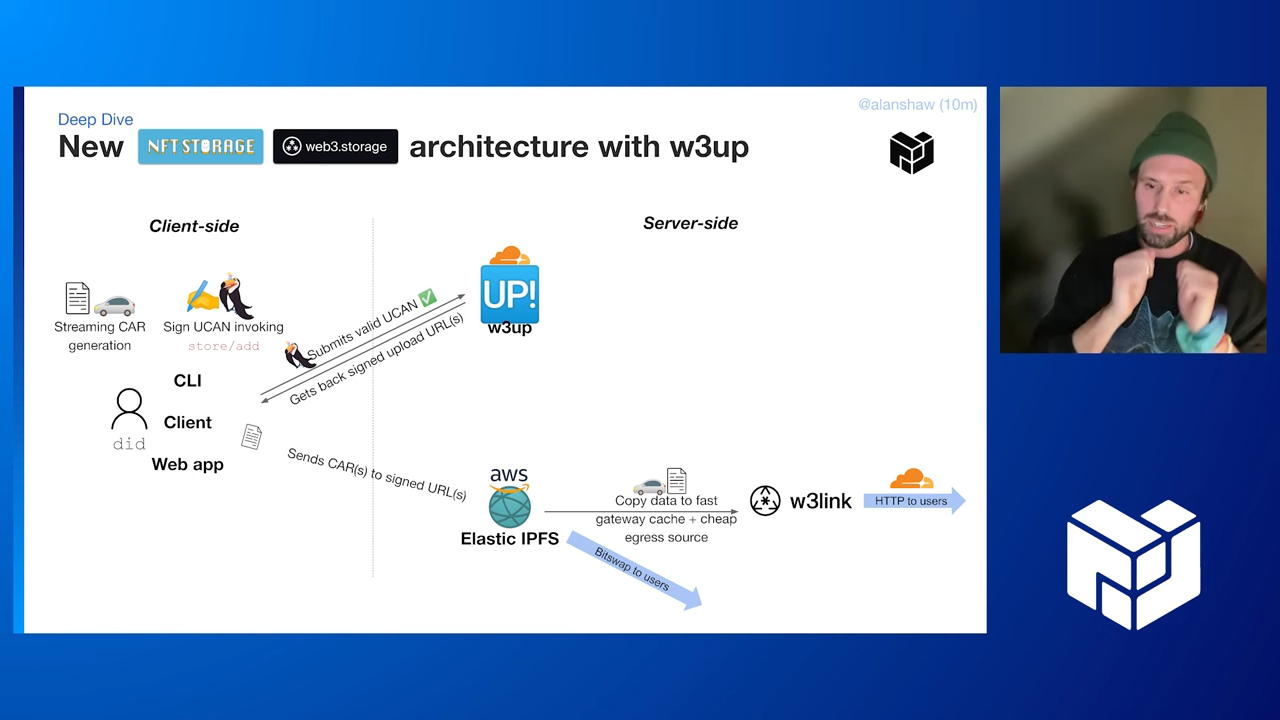 @alanshaw (10m)
Deep Dive
New NFT STORAGE web3.storage architecture with w3up
Client-side
Server-side
Streaming CAR
generation
Sign UCAN invoking
store/add
Submits valid UCAN ✅
Gets back signed upload URL(s)
UP!
w3up
CLI
Client
Web app
did
Sends CAR(s) to signed URL(s)
aws
Elastic IPFS
Copy data to fast
gateway cache + cheap
egress source
w3link
HTTP to users
Bitswap to users